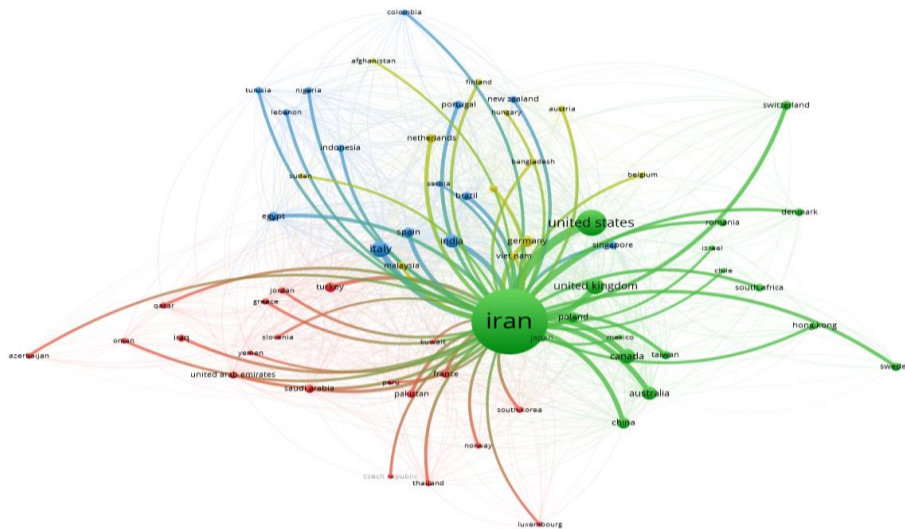 colombia
afghanistan
finland
tunisia
nigeria
portugal
new zealand
switzerland
lebanon
hungary
austria
netherlands
indonesia
bangladesh
sudan
serbia
belgium
brazil
egypt
united states
denmark
romania
spain
india
germany
singapore
italy
israel
viet nam
malaysia
chile
turkey
united kingdom
south africa
jordan
greece
qatar
iran
poland
hong kong
oman
iraq
slovenia
kuwait
japan
mexico
azerbaijan
yemen
canada
taiwan
swede
united arab emirates
peru
france
saudi arabia
pakistan
australia
south korea
china
norway
czech republic
thailand
luxembourg